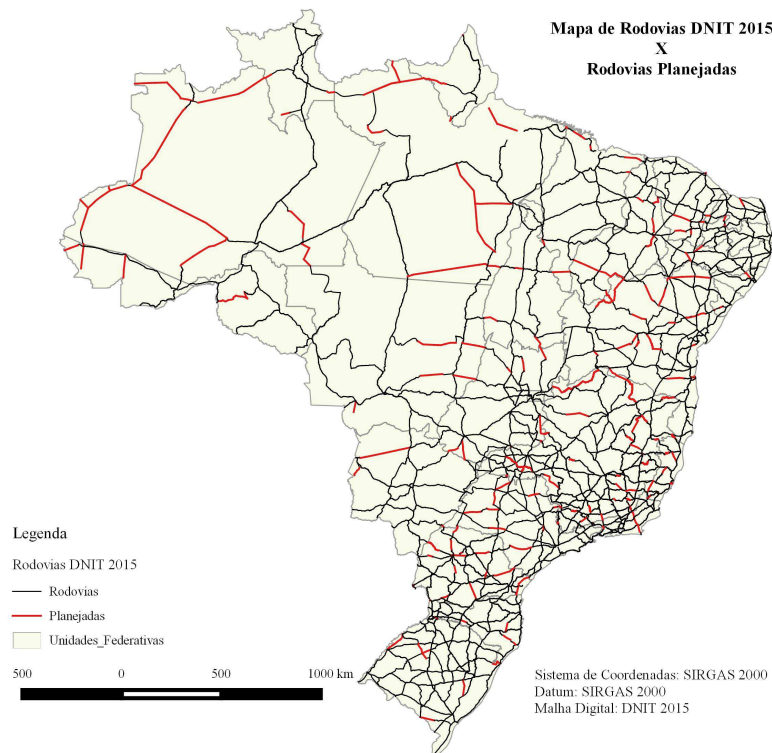 Mapa de Rodovias DNIT 2015
X
Rodovias Planejadas
Legenda
Rodovias DNIT 2015
Rodovias
Planejadas
Unidades_Federativas
500 0 500 1000 km
Sistema de Coordenadas: SIRGAS 2000
Datum: SIRGAS 2000
Malha Digital: DNIT 2015